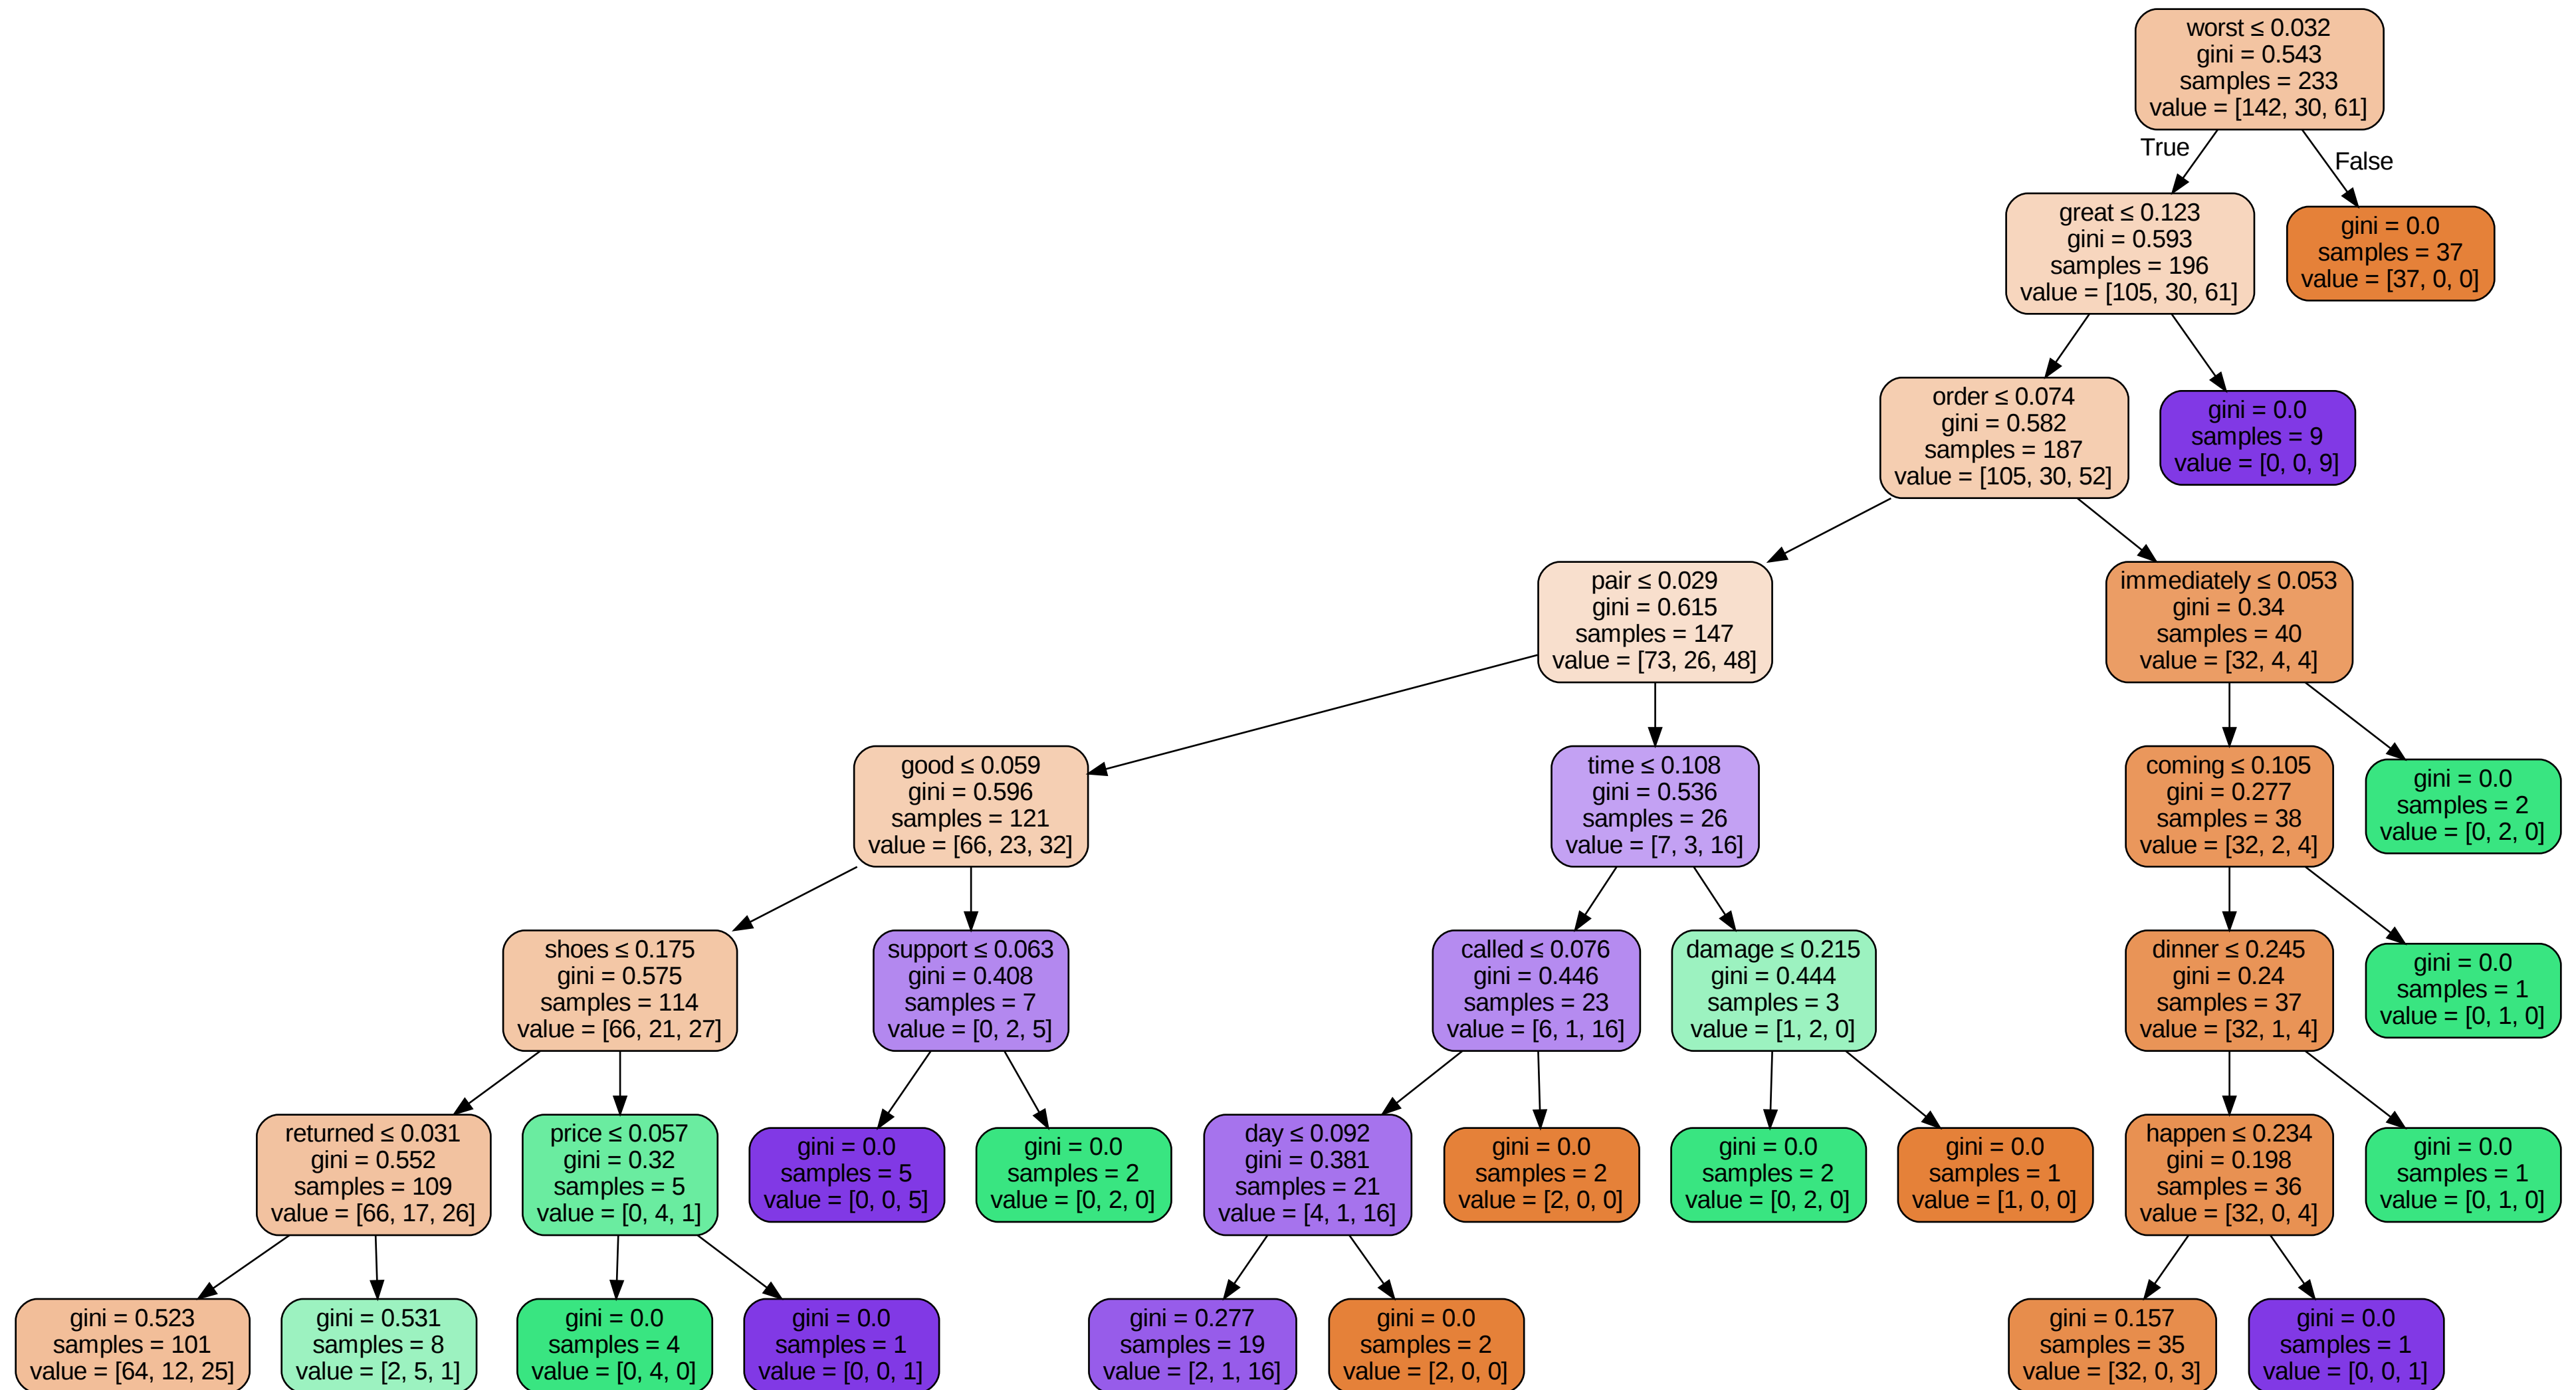 worst ≤ 0.032
gini = 0.543
samples = 233
value = [142, 30, 61]
True
False
great ≤ 0.123
gini = 0.593
samples = 196
value = [105, 30, 61]
gini = 0.0
samples = 37
value = [37, 0, 0]
order ≤ 0.074
gini = 0.582
samples = 187
value = [105, 30, 52]
gini = 0.0
samples = 9
value = [0, 0, 9]
pair ≤ 0.029
gini = 0.615
samples = 147
value = [73, 26, 48]
immediately ≤ 0.053
gini = 0.34
samples = 40
value = [32, 4, 4]
good ≤ 0.059
gini = 0.596
samples = 121
value = [66, 23, 32]
time ≤ 0.108
gini = 0.536
samples = 26
value = [7, 3, 16]
coming ≤ 0.105
gini = 0.277
samples = 38
value = [32, 2, 4]
gini = 0.0
samples = 2
value = [0, 2, 0]
shoes ≤ 0.175
gini = 0.575
samples = 114
value = [66, 21, 27]
support ≤ 0.063
gini = 0.408
samples = 7
value = [0, 2, 5]
called ≤ 0.076
gini = 0.446
samples = 23
value = [6, 1, 16]
damage ≤ 0.215
gini = 0.444
samples = 3
value = [1, 2, 0]
dinner ≤ 0.245
gini = 0.24
samples = 37
value = [32, 1, 4]
gini = 0.0
samples = 1
value = [0, 1, 0]
returned ≤ 0.031
gini = 0.552
samples = 109
value = [66, 17, 26]
price ≤ 0.057
gini = 0.32
samples = 5
value = [0, 4, 1]
gini = 0.0
samples = 5
value = [0, 0, 5]
gini = 0.0
samples = 2
value = [0, 2, 0]
day ≤ 0.092
gini = 0.381
samples = 21
value = [4, 1, 16]
gini = 0.0
samples = 2
value = [2, 0, 0]
gini = 0.0
samples = 2
value = [0, 2, 0]
gini = 0.0
samples = 1
value = [1, 0, 0]
happen ≤ 0.234
gini = 0.198
samples = 36
value = [32, 0, 4]
gini = 0.0
samples = 1
value = [0, 1, 0]
gini = 0.523
samples = 101
value = [64, 12, 25]
gini = 0.531
samples = 8
value = [2, 5, 1]
gini = 0.0
samples = 4
value = [0, 4, 0]
gini = 0.0
samples = 1
value = [0, 0, 1]
gini = 0.277
samples = 19
value = [2, 1, 16]
gini = 0.0
samples = 2
value = [2, 0, 0]
gini = 0.157
samples = 35
value = [32, 0, 3]
gini = 0.0
samples = 1
value = [0, 0, 1]